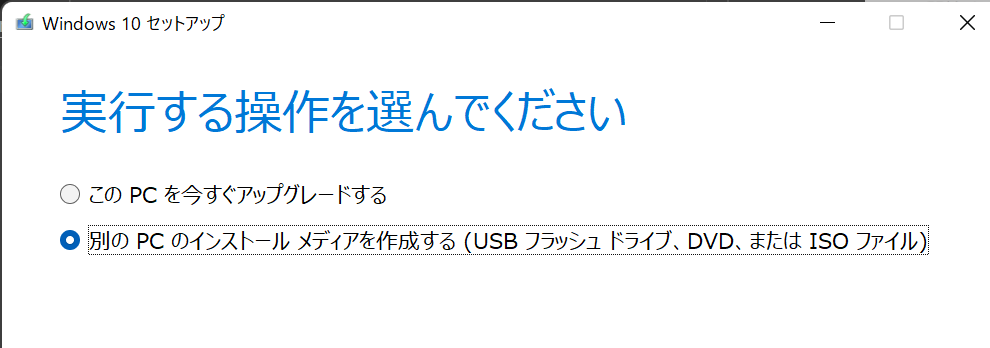 Windows 10 セットアップ
実行する操作を選んでください
この PC を今すぐアップグレードする
別の PC のインストール メディアを作成する (USB フラッシュ ドライブ、DVD、または ISO ファイル)